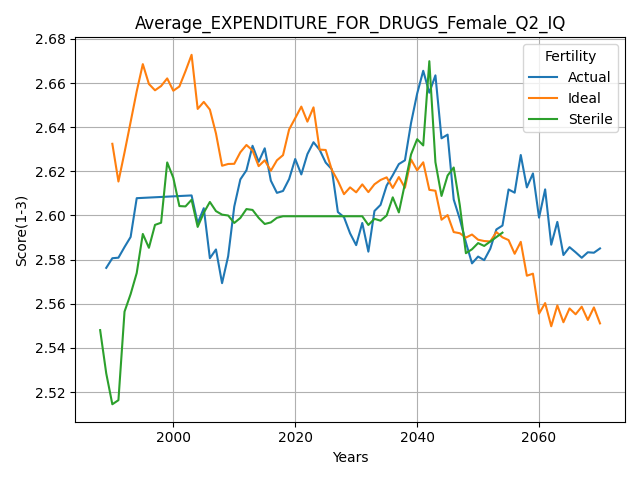 Average_EXPENDITURE_FOR_DRUGS_Female_Q2_IQ
Fertility
Actual
Ideal
Sterile
Score(1-3)
2.68
2.66
2.64
2.62
2.60
2.58
2.56
2.54
2.52
2000
2020
2040
2060
Years